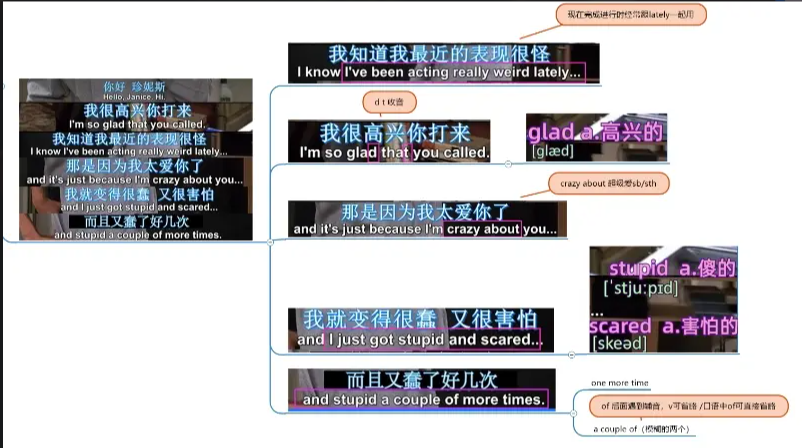 你好 珍妮斯
Hello, Janice. Hi.
我很高兴你打来
I'm so glad that you called.
我知道我最近的表现很怪
I know I've been acting really weird lately...
那是因为我太爱你了
and it's just because I'm crazy about you...
我就变得很蠢 又很害怕
and I just got stupid and scared...
而且又蠢了好几次
and stupid a couple of more times.
现在完成进行时经常跟lately一起用
我知道我最近的表现很怪
I know I've been acting really weird lately...
d t 收音
我很高兴你打来
I'm so glad that you called.
glad a.高兴的
[glæd]
crazy about 超级爱sb/sth
那是因为我太爱你了
and it's just because I'm crazy about you...
我就变得很蠢 又很害怕
and I just got stupid and scared...
stupid a.傻的
[ˈstjuːpɪd]
...
scared a.害怕的
[skeəd]
而且又蠢了好几次
and stupid a couple of more times.
one more time
of 后面遇到辅音，v可省略 /口语中of可直接省略
a couple of（模糊的两个）